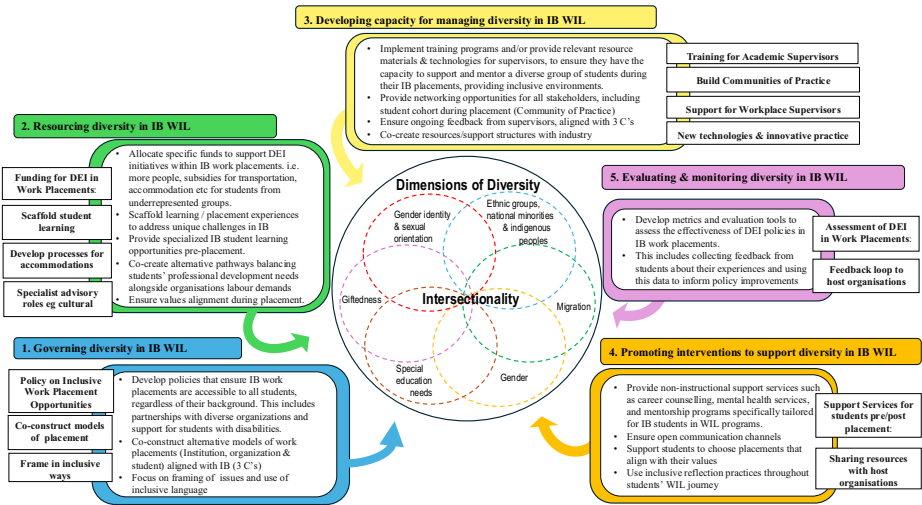 3. Developing capacity for managing diversity in IB WIL
• Implement training programs and/or provide relevant resource
materials & technologies for supervisors, to ensure they have the
capacity to support and mentor a diverse group of students during
their IB placements, providing inclusive environments.
• Provide networking opportunities for all stakeholders, including
student cohort during placement (Community of Practice)
• Ensure ongoing feedback from supervisors, aligned with 3 C's
• Co-create resources/support structures with industry
Training for Academic Supervisors
Build Communities of Practice
Support for Workplace Supervisors
New technologies & innovative practice
2. Resourcing diversity in IB WIL
Funding for DEI in
Work Placements:
Scaffold student
learning
Develop processes for
accommodations
Specialist advisory
roles eg cultural
• Allocate specific funds to support DEI
initiatives within IB work placements. i.e.
more people, subsidies for transportation,
accommodation etc for students from
underrepresented groups.
• Scaffold learning / placement experiences
to address unique challenges in IB
• Provide specialized IB student learning
opportunities pre-placement.
• Co-create alternative pathways balancing
students' professional development needs
alongside organisations labour demands
• Ensure values alignment during placement.
Dimensions of Diversity
Gender identity
& sexual
orientation
Ethnic groups,
national minorities
& indigenous
peoples
Giftedness
Intersectionality
Migration
Special
education
needs
Gender
5. Evaluating & monitoring diversity in IB WIL
• Develop metrics and evaluation tools to
assess the effectiveness of DEI policies in
IB work placements.
• This includes collecting feedback from
students about their experiences and using
this data to inform policy improvements
Assessment of DEI
in Work Placements:
Feedback loop to
host organisations
1. Governing diversity in IB WIL
Policy on Inclusive
Work Placement
Opportunities
Co-construct models
of placement
Frame in inclusive
ways
• Develop policies that ensure IB work
placements are accessible to all students,
regardless of their background. This includes
partnerships with diverse organizations and
support for students with disabilities.
• Co-construct alternative models of work
placements (Institution, organization &
student) aligned with IB (3 C's)
• Focus on framing of issues and use of
inclusive language
4. Promoting interventions to support diversity in IB WIL
• Provide non-instructional support services such
as career counselling, mental health services,
and mentorship programs specifically tailored
for IB students in WIL programs.
• Ensure open communication channels
• Support students to choose placements that
align with their values
• Use inclusive reflection practices throughout
students' WIL journey
Support Services for
students pre/post
placement:
Sharing resources
with host
organisations